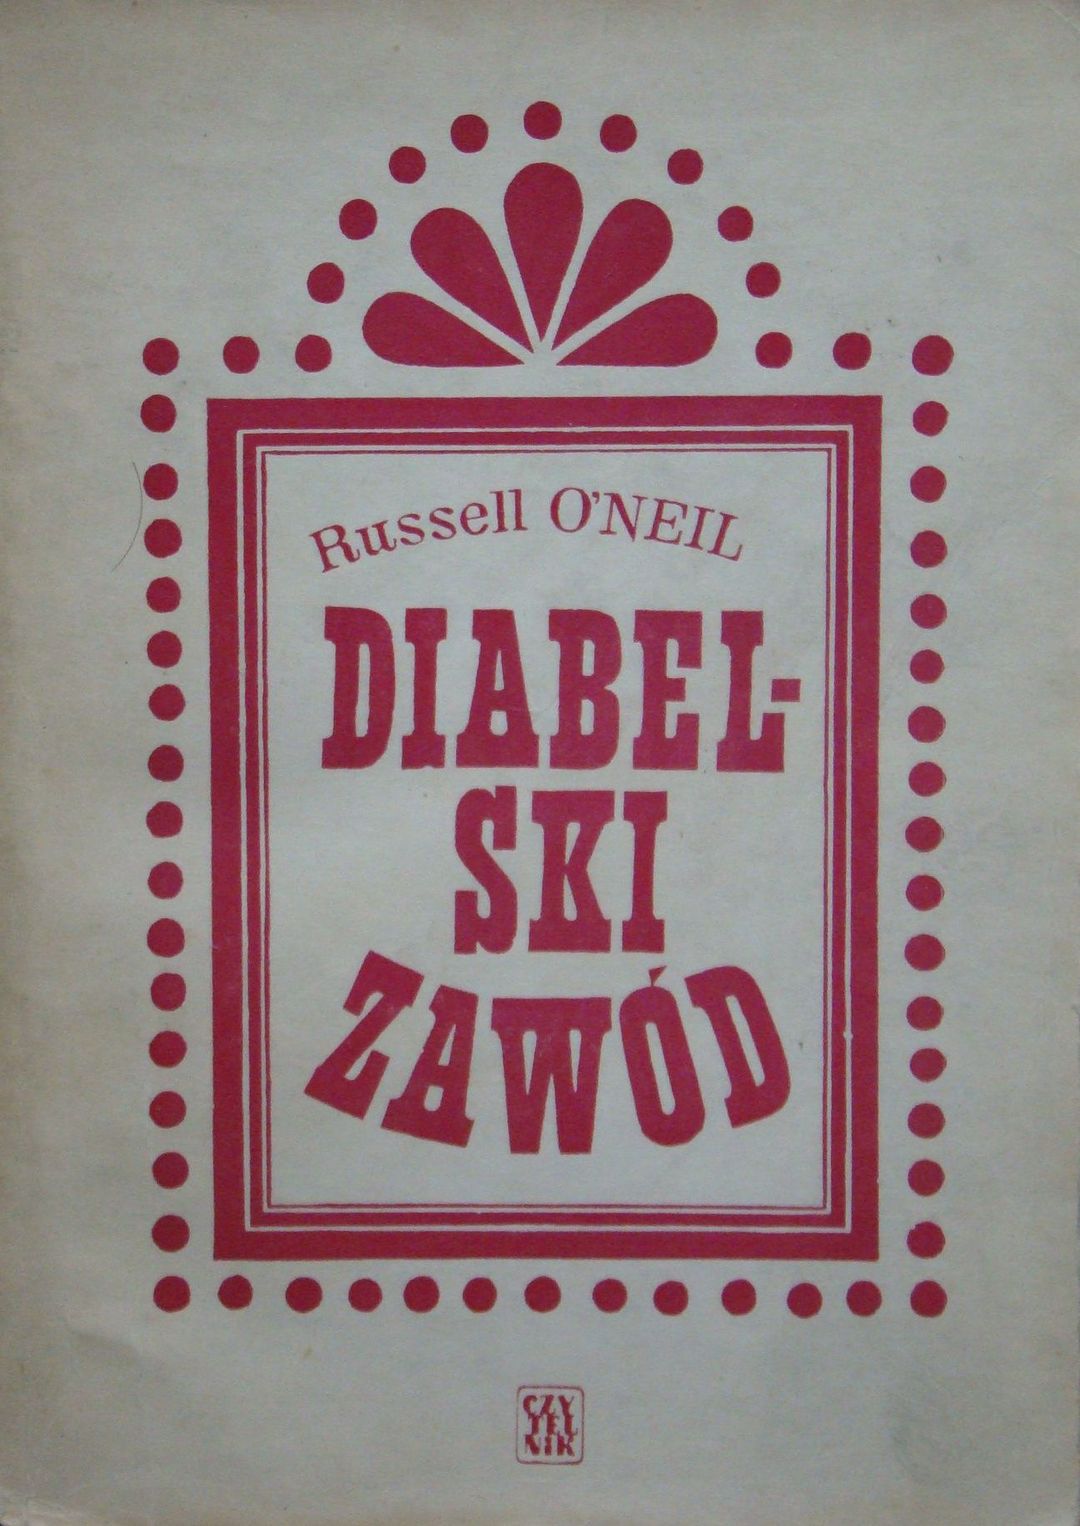 Russell O'NEIL
DIABEL-
SKI
ZAWÓD
CZY
TEL
NIK